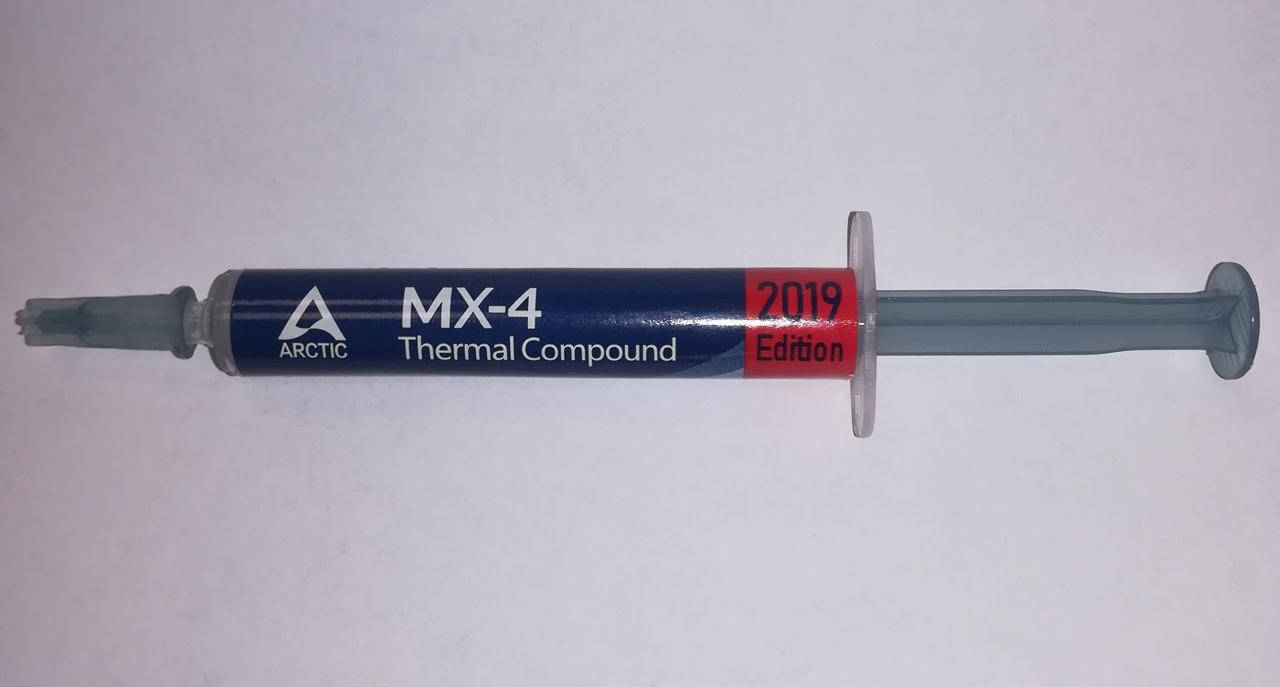 ARCTIC
MX-4
Thermal Compound
2019
Edition